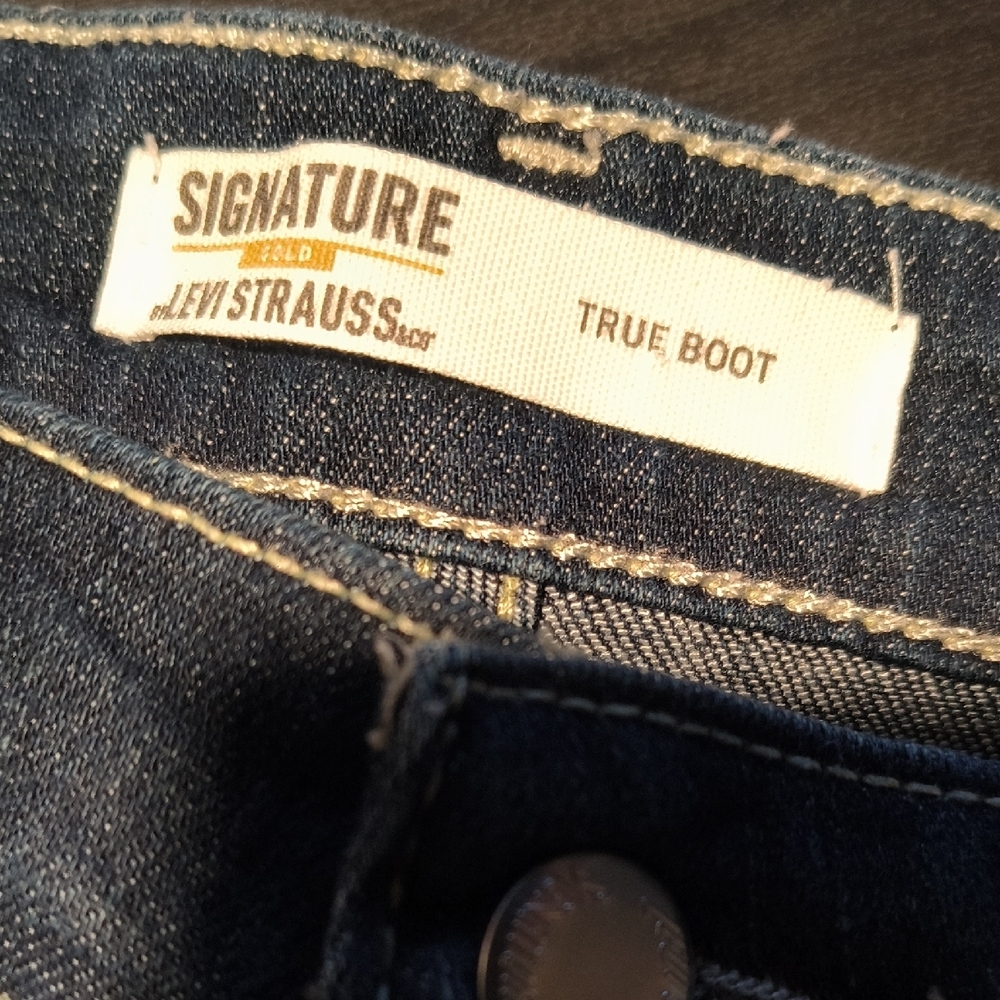 SIGNATURE
GOLD
BY LEVI STRAUSS & CO
TRUE BOOT